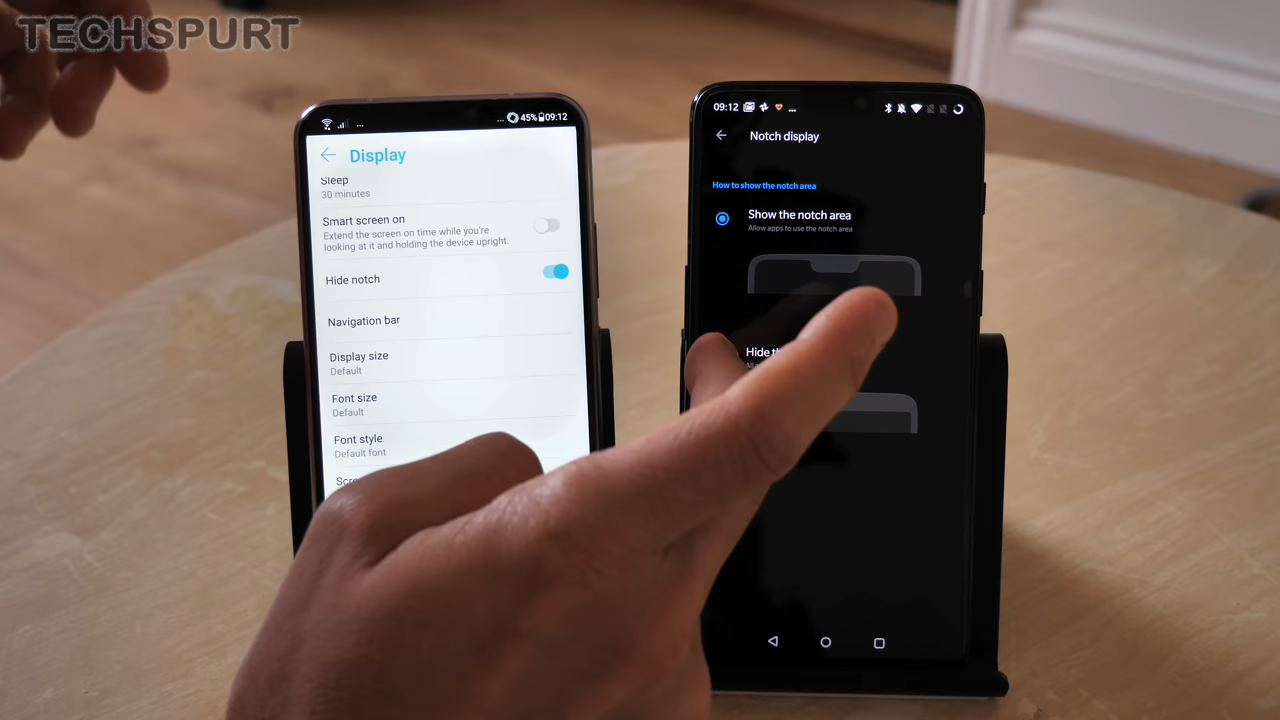 TECHSPURT
... 45% 09:12
Display
Sleep
30 minutes
Smart screen on
Extend the screen on time while you're
looking at it and holding the device upright.
Hide notch
Navigation bar
Display size
Default
Font size
Default
Font style
Default font
09:12 ...
Notch display
How to show the notch area
Show the notch area
Allow apps to use the notch area
Hide